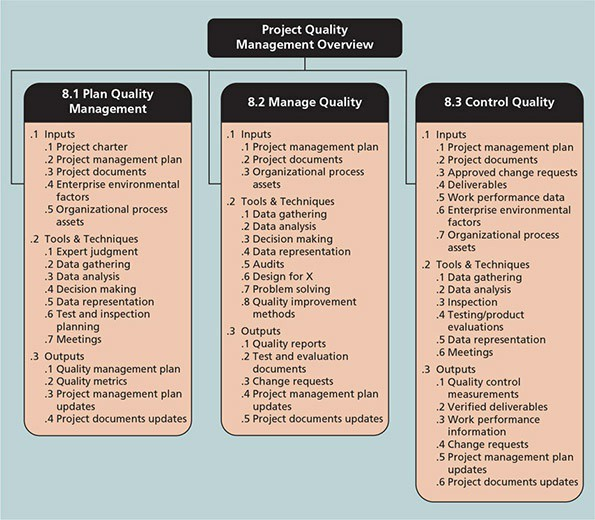 Project Quality
Management Overview
8.1 Plan Quality
Management
.1 Inputs
.1 Project charter
.2 Project management plan
.3 Project documents
.4 Enterprise environmental
factors
.5 Organizational process
assets
.2 Tools & Techniques
.1 Expert judgment
.2 Data gathering
.3 Data analysis
.4 Decision making
.5 Data representation
.6 Test and inspection
planning
.7 Meetings
.3 Outputs
.1 Quality management plan
.2 Quality metrics
.3 Project management plan
updates
.4 Project documents updates
8.2 Manage Quality
.1 Inputs
.1 Project management plan
.2 Project documents
.3 Organizational process
assets
.2 Tools & Techniques
.1 Data gathering
.2 Data analysis
.3 Decision making
.4 Data representation
.5 Audits
.6 Design for X
.7 Problem solving
.8 Quality improvement
methods
.3 Outputs
.1 Quality reports
.2 Test and evaluation
documents
.3 Change requests
.4 Project management plan
updates
.5 Project documents updates
8.3 Control Quality
.1 Inputs
.1 Project management plan
.2 Project documents
.3 Approved change requests
.4 Deliverables
.5 Work performance data
.6 Enterprise environmental
factors
.7 Organizational process
assets
.2 Tools & Techniques
.1 Data gathering
.2 Data analysis
.3 Inspection
.4 Testing/product
evaluations
.5 Data representation
.6 Meetings
.3 Outputs
.1 Quality control
measurements
.2 Verified deliverables
.3 Work performance
information
.4 Change requests
.5 Project management plan
updates
.6 Project documents updates